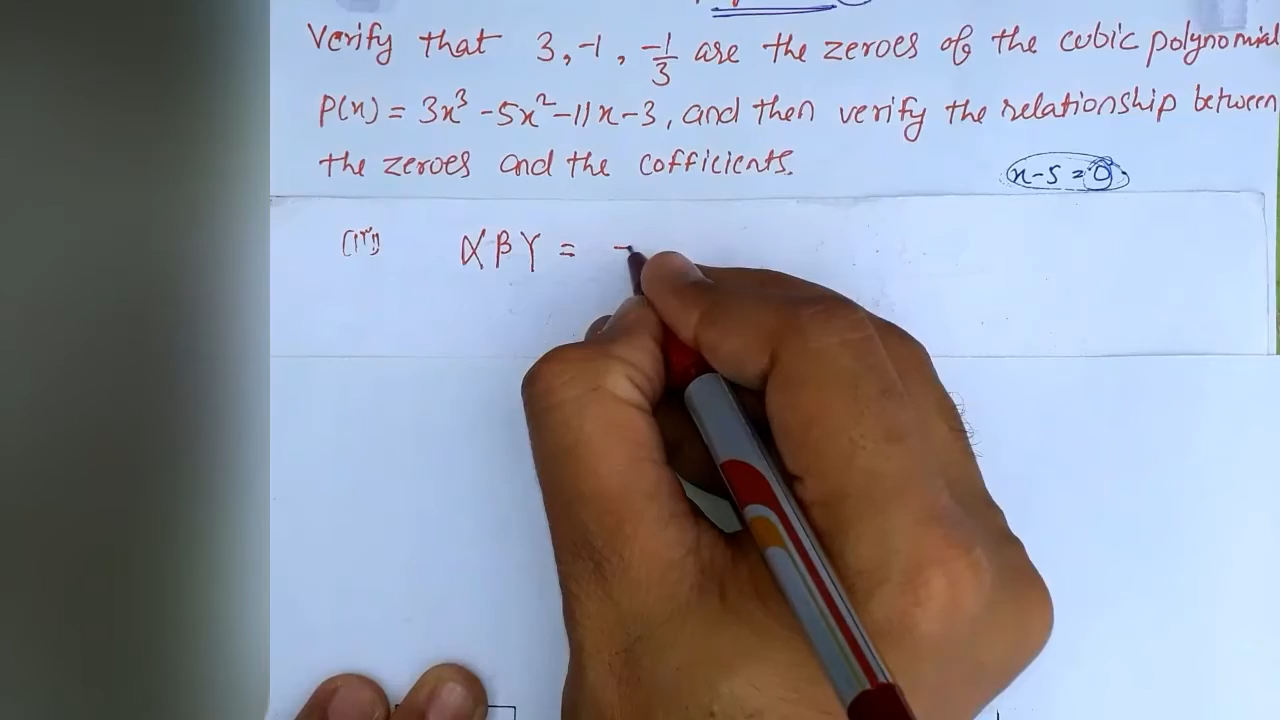 Verify that 3, -1, -1/3 are the zeroes of the cubic polynomial
P(x) = 3x³ - 5x² - 11x - 3, and then verify the relationship between
the zeroes and the cofficients.
x - 5 = 0
(iii) αβγ = -